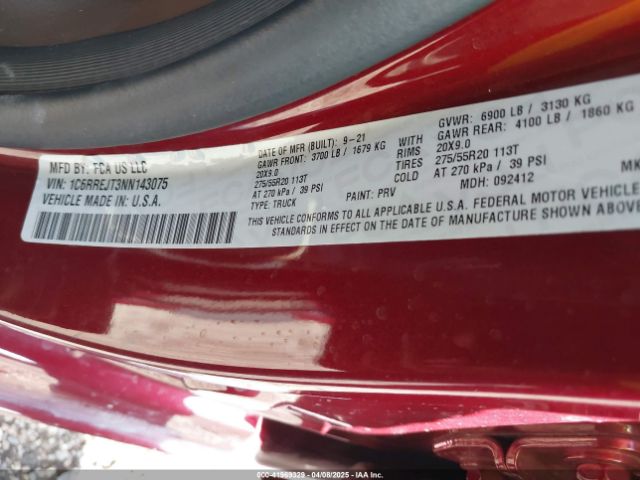 MFD BY: FCA US LLC
VIN: 1C6RREJT3NN143075
VEHICLE MADE IN: U.S.A.
DATE OF MFR (BUILT): 9-21
GAWR FRONT: 3700 LB / 1679 KG
20X9.0
275/55R20 113T
AT 270 kPa / 39 PSI
TYPE: TRUCK
PAINT: PRV
WITH
RIMS
TIRES
COLD
GVWR: 6900 LB / 3130 KG
GAWR REAR: 4100 LB / 1860 KG
20X9.0
275/55R20 113T
AT 270 kPa / 39 PSI
MDH: 092412
MK
THIS VEHICLE CONFORMS TO ALL APPLICABLE U.S.A. FEDERAL MOTOR VEHICLE
STANDARDS IN EFFECT ON THE DATE OF MANUFACTURE SHOWN ABOVE
OCC-41969329 - 04/08/2025 - COPART.COM